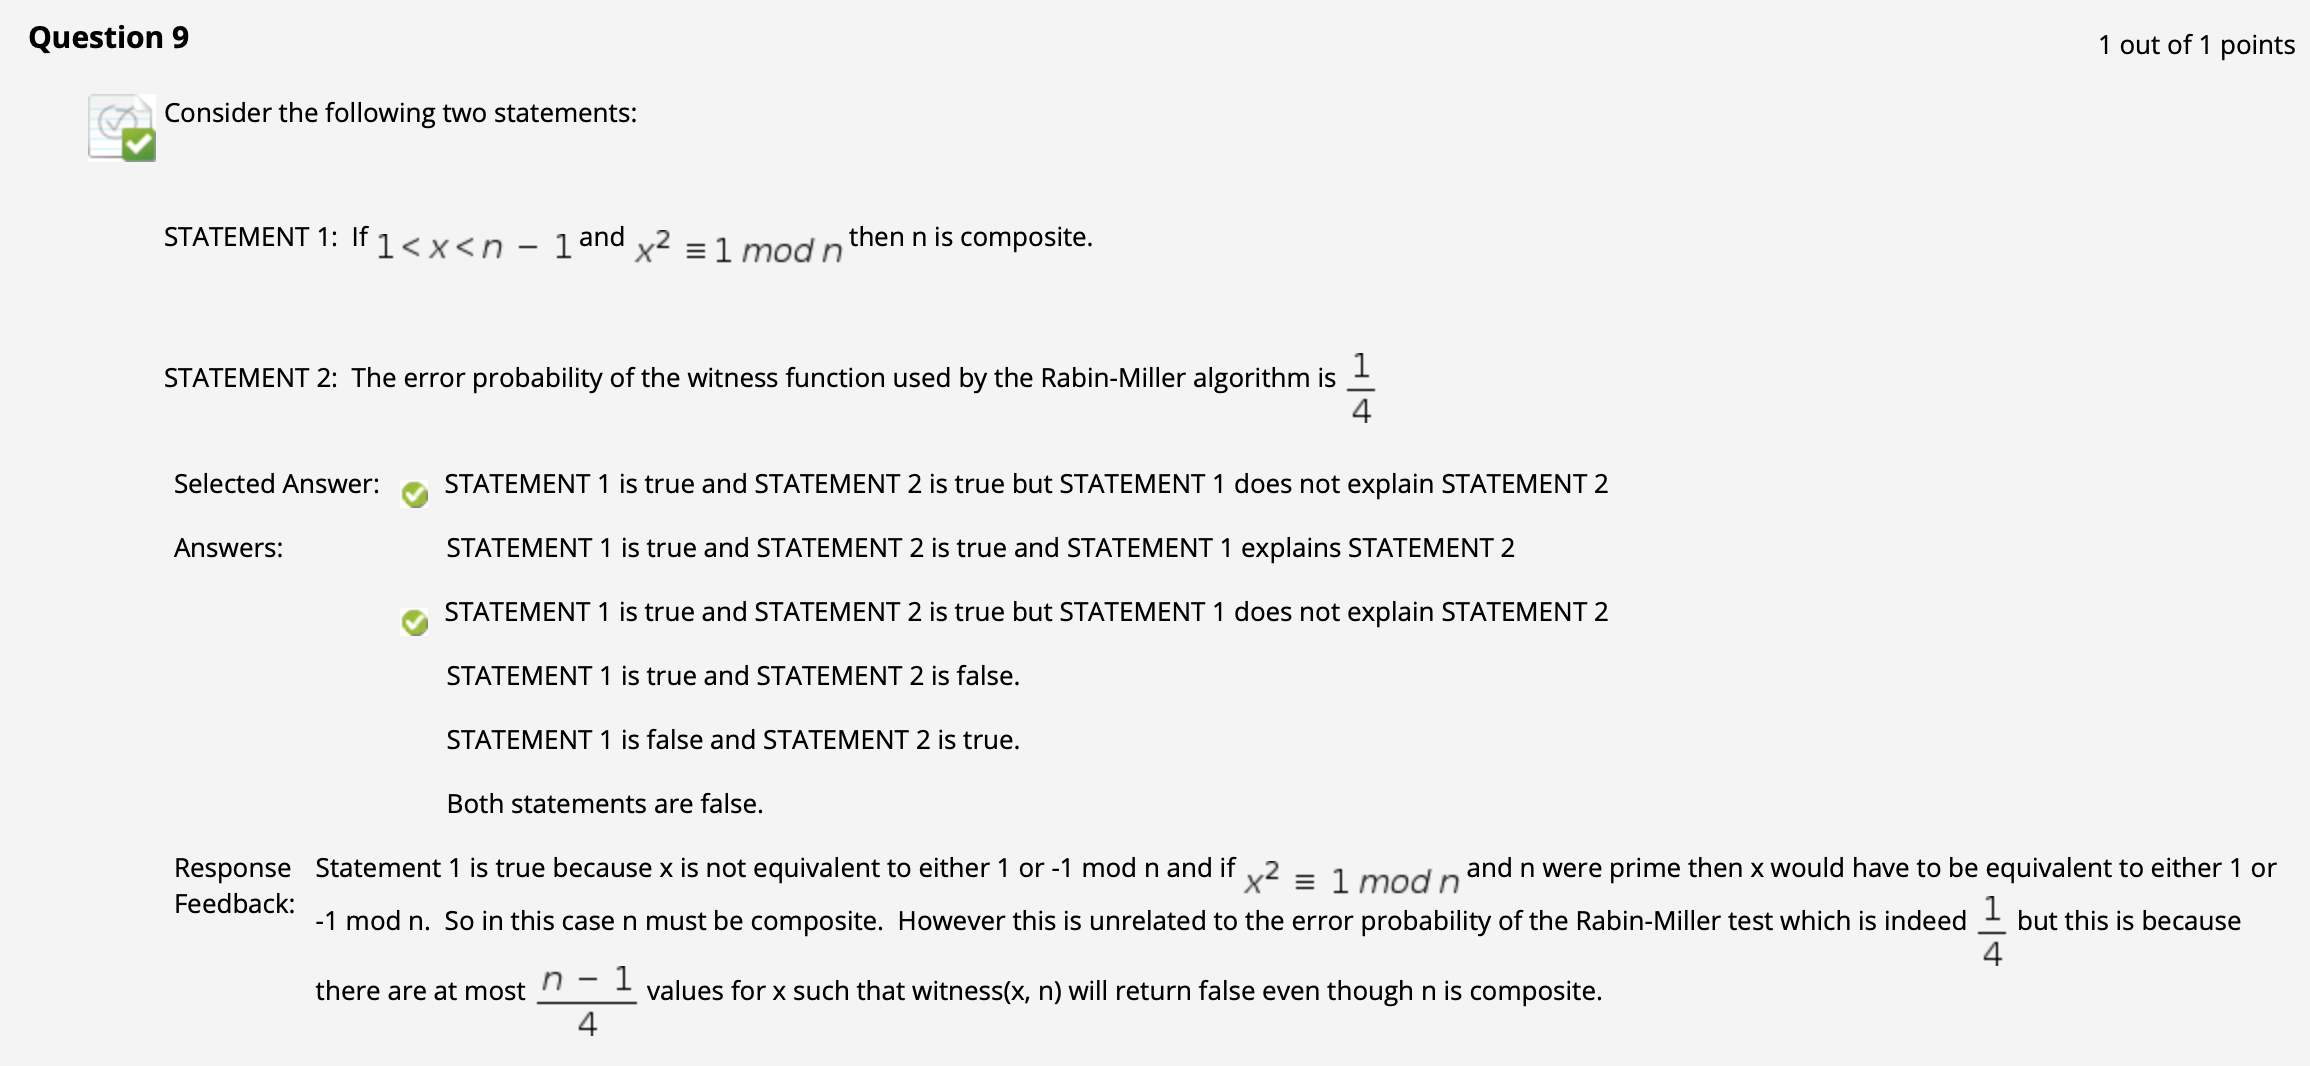 Question 9
1 out of 1 points
Consider the following two statements:
STATEMENT 1: If 1 < x < n − 1 and x² ≡ 1 mod n then n is composite.
STATEMENT 2: The error probability of the witness function used by the Rabin-Miller algorithm is 1/4
Selected Answer: STATEMENT 1 is true and STATEMENT 2 is true but STATEMENT 1 does not explain STATEMENT 2
Answers: STATEMENT 1 is true and STATEMENT 2 is true and STATEMENT 1 explains STATEMENT 2
STATEMENT 1 is true and STATEMENT 2 is true but STATEMENT 1 does not explain STATEMENT 2
STATEMENT 1 is true and STATEMENT 2 is false.
STATEMENT 1 is false and STATEMENT 2 is true.
Both statements are false.
Response Feedback: Statement 1 is true because x is not equivalent to either 1 or -1 mod n and if x² ≡ 1 mod n and n were prime then x would have to be equivalent to either 1 or
-1 mod n. So in this case n must be composite. However this is unrelated to the error probability of the Rabin-Miller test which is indeed 1/4 but this is because
there are at most (n − 1)/4 values for x such that witness(x, n) will return false even though n is composite.